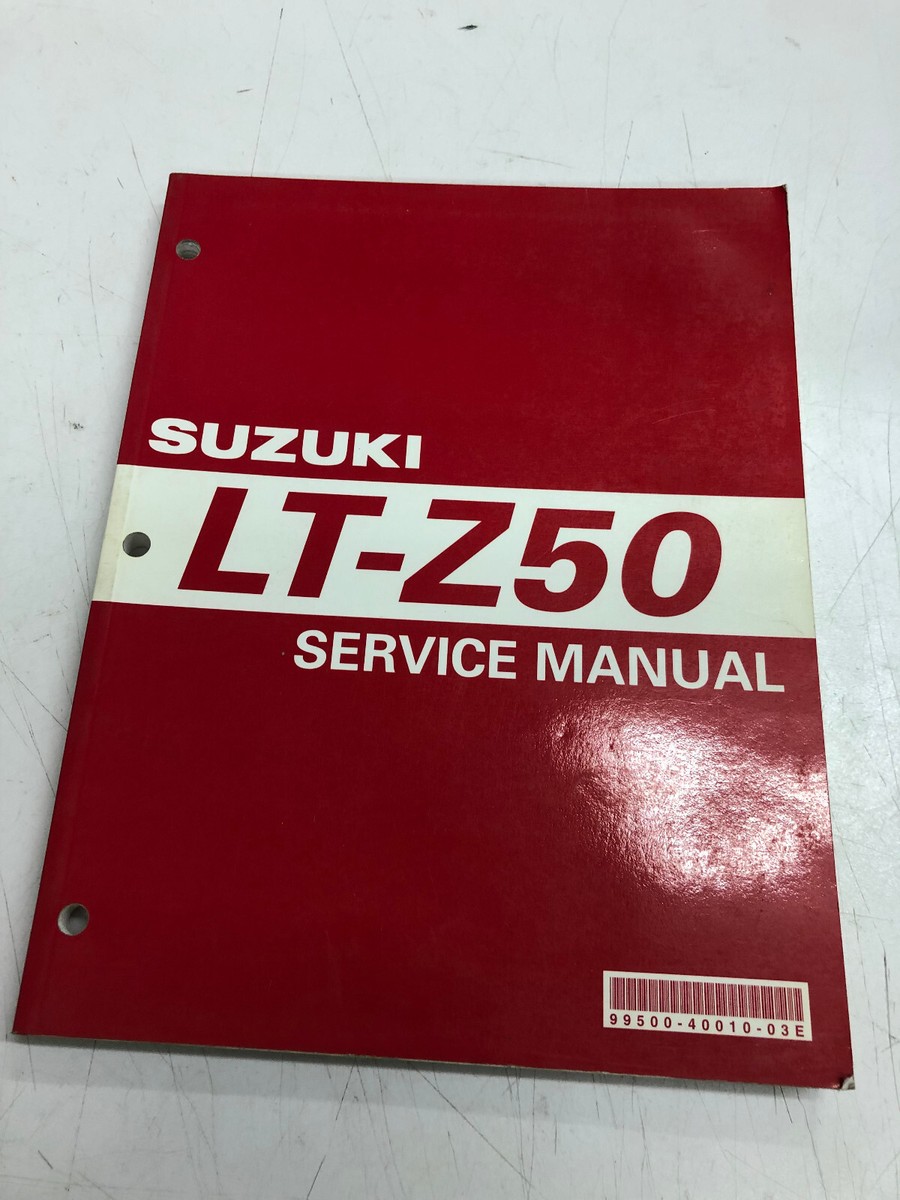 SUZUKI
LT-Z50
SERVICE MANUAL
99500-40010-03E